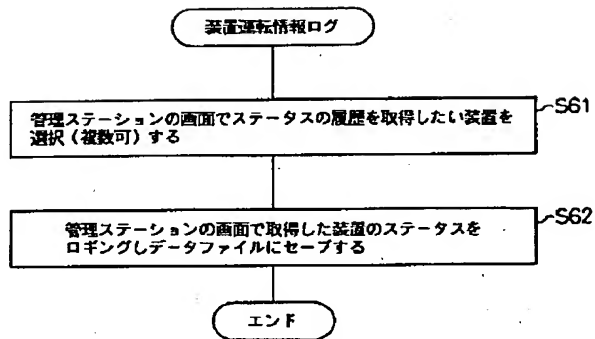 装置運転情報ログ
S61
管理ステーションの画面でステータスの履歴を取得したい装置を
選択（複数可）する
S62
管理ステーションの画面で取得した装置のステータスを
ロギングしデータファイルにセーブする
エンド